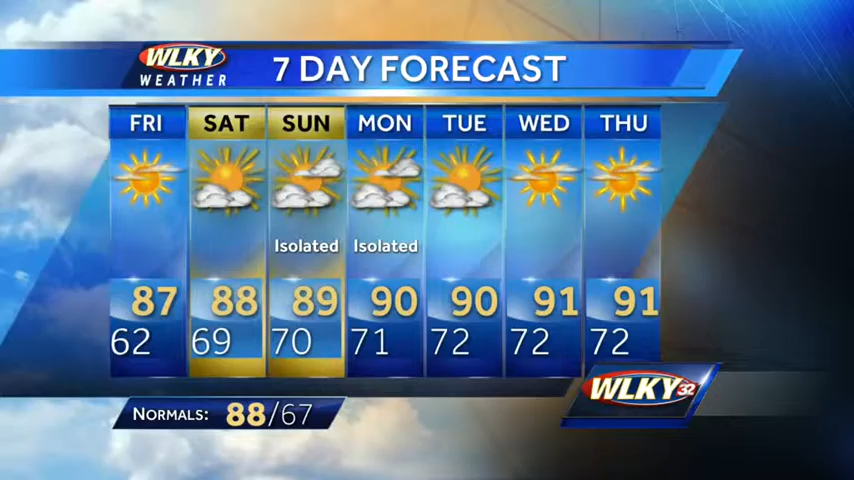 WLKY
WEATHER
7 DAY FORECAST
FRI SAT SUN MON TUE WED THU
Isolated Isolated
87 88 89 90 90 91 91
62 69 70 71 72 72 72
NORMALS: 88/67
WLKY 32